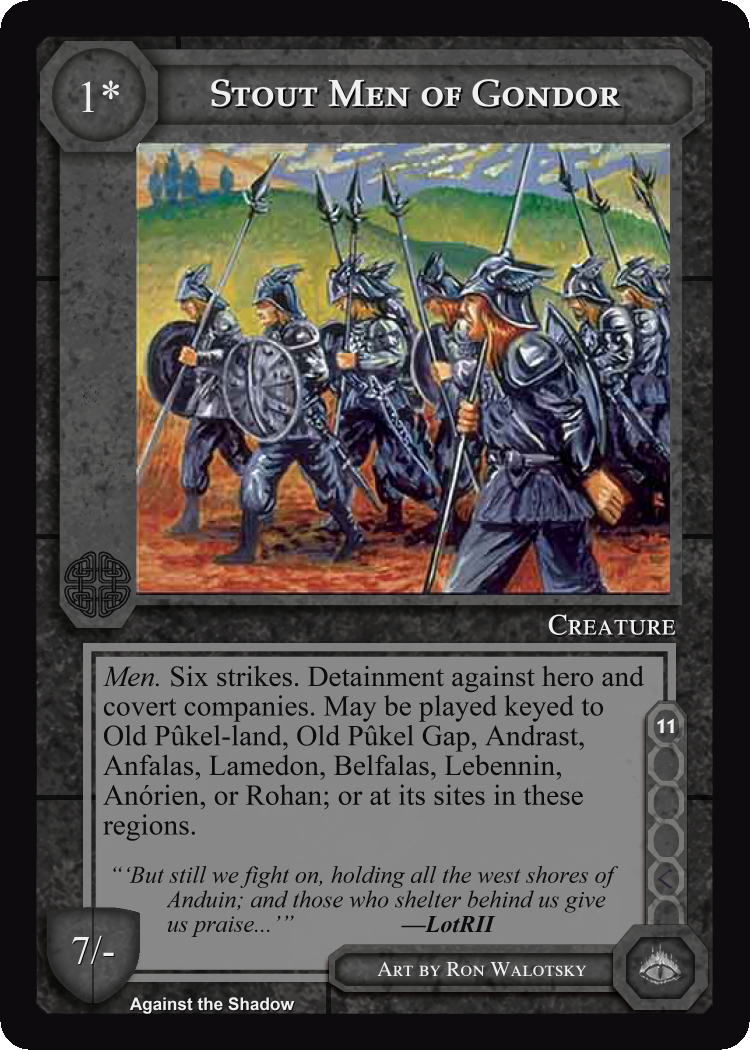 1*
STOUT MEN OF GONDOR
CREATURE
Men. Six strikes. Detainment against hero and
covert companies. May be played keyed to
Old Pûkel-land, Old Pûkel Gap, Andrast,
Anfalas, Lamedon, Belfalas, Lebennin,
Anórien, or Rohan; or at its sites in these
regions.
11
“‘But still we fight on, holding all the west shores of
Anduin; and those who shelter behind us give
us praise...’” —LotRII
7/-
ART BY RON WALOTSKY
Against the Shadow